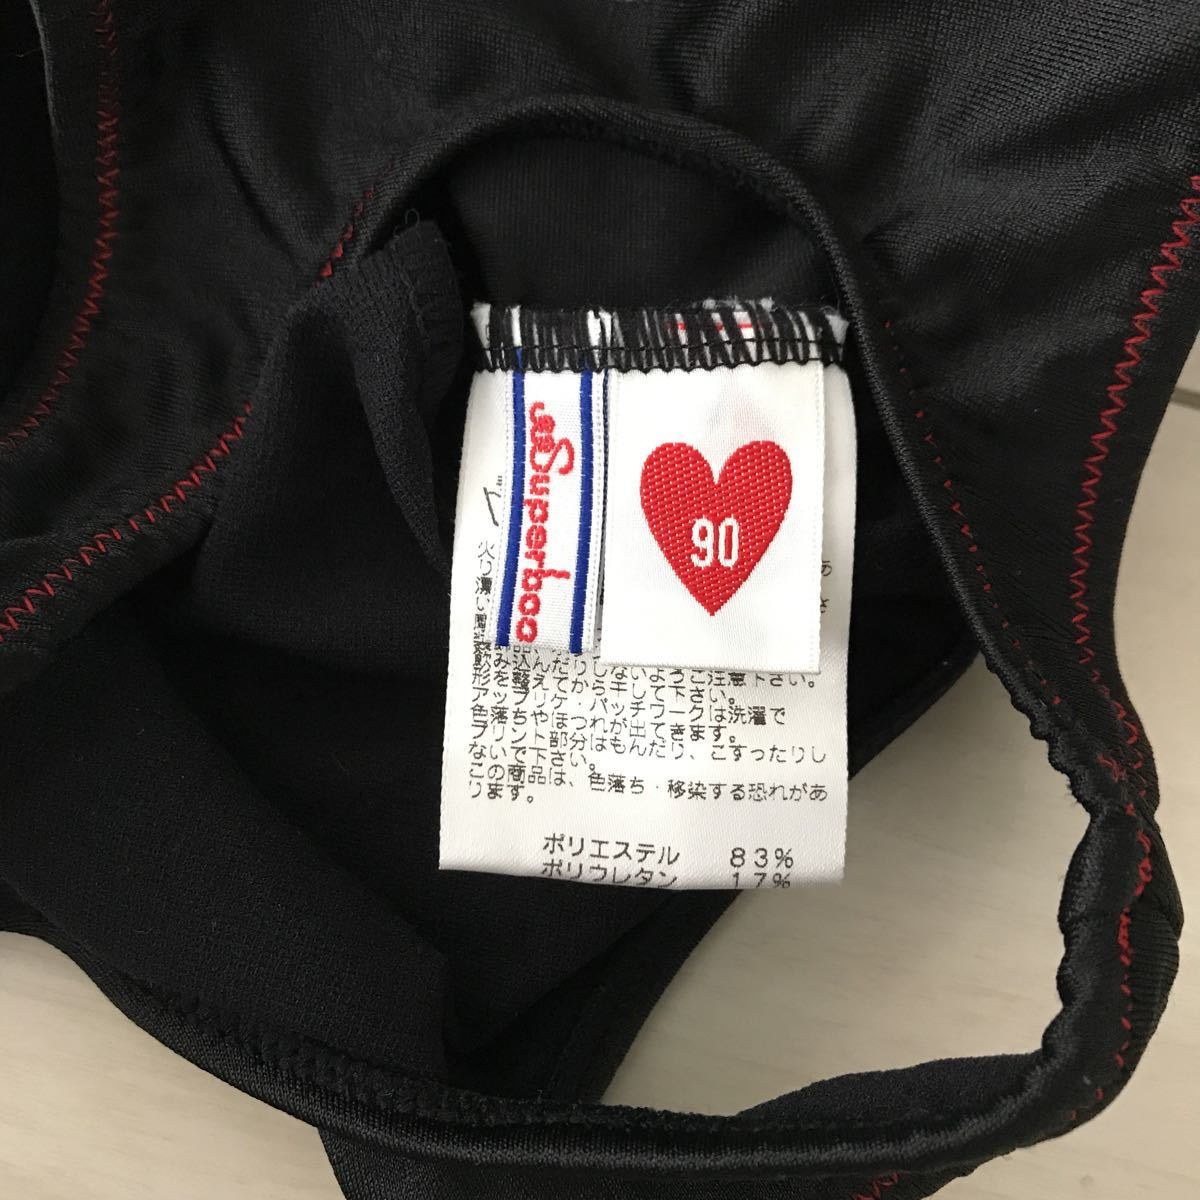 Superboo
90
み込んだりしないようご注意下さい。
形を整えてから干して下さい。
アップリケ・パッチワークは洗濯で
色落ちやほつれが出てきます。
プリント部分はもんだり、こすったりし
ないで下さい。
この商品は、色落ち・移染する恐れがあ
ります。
ポリエステル 83%
ポリウレタン 17%